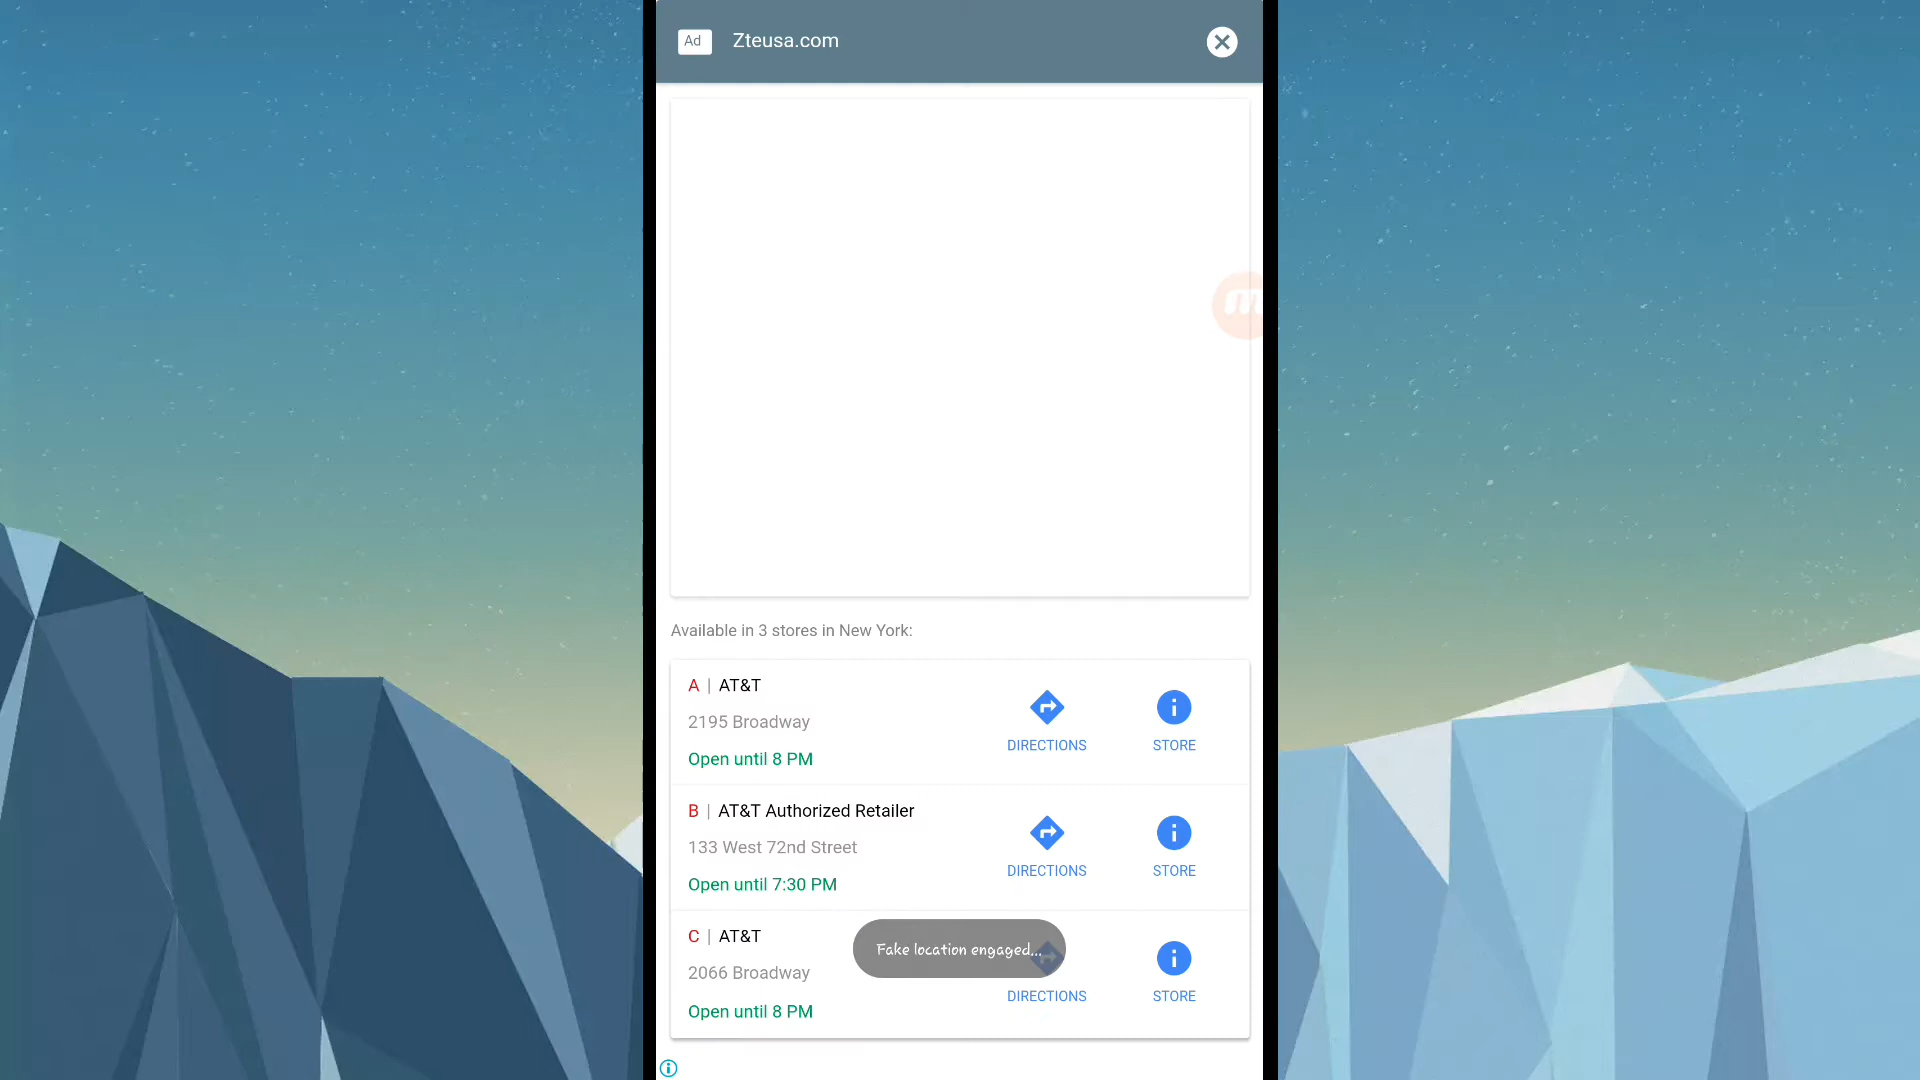 Ad
Zteusa.com
m
Available in 3 stores in New York:
A | AT&T
2195 Broadway
Open until 8 PM
DIRECTIONS
STORE
B | AT&T Authorized Retailer
133 West 72nd Street
Open until 7:30 PM
DIRECTIONS
STORE
C | AT&T
2066 Broadway
Open until 8 PM
Fake location engaged...
DIRECTIONS
STORE